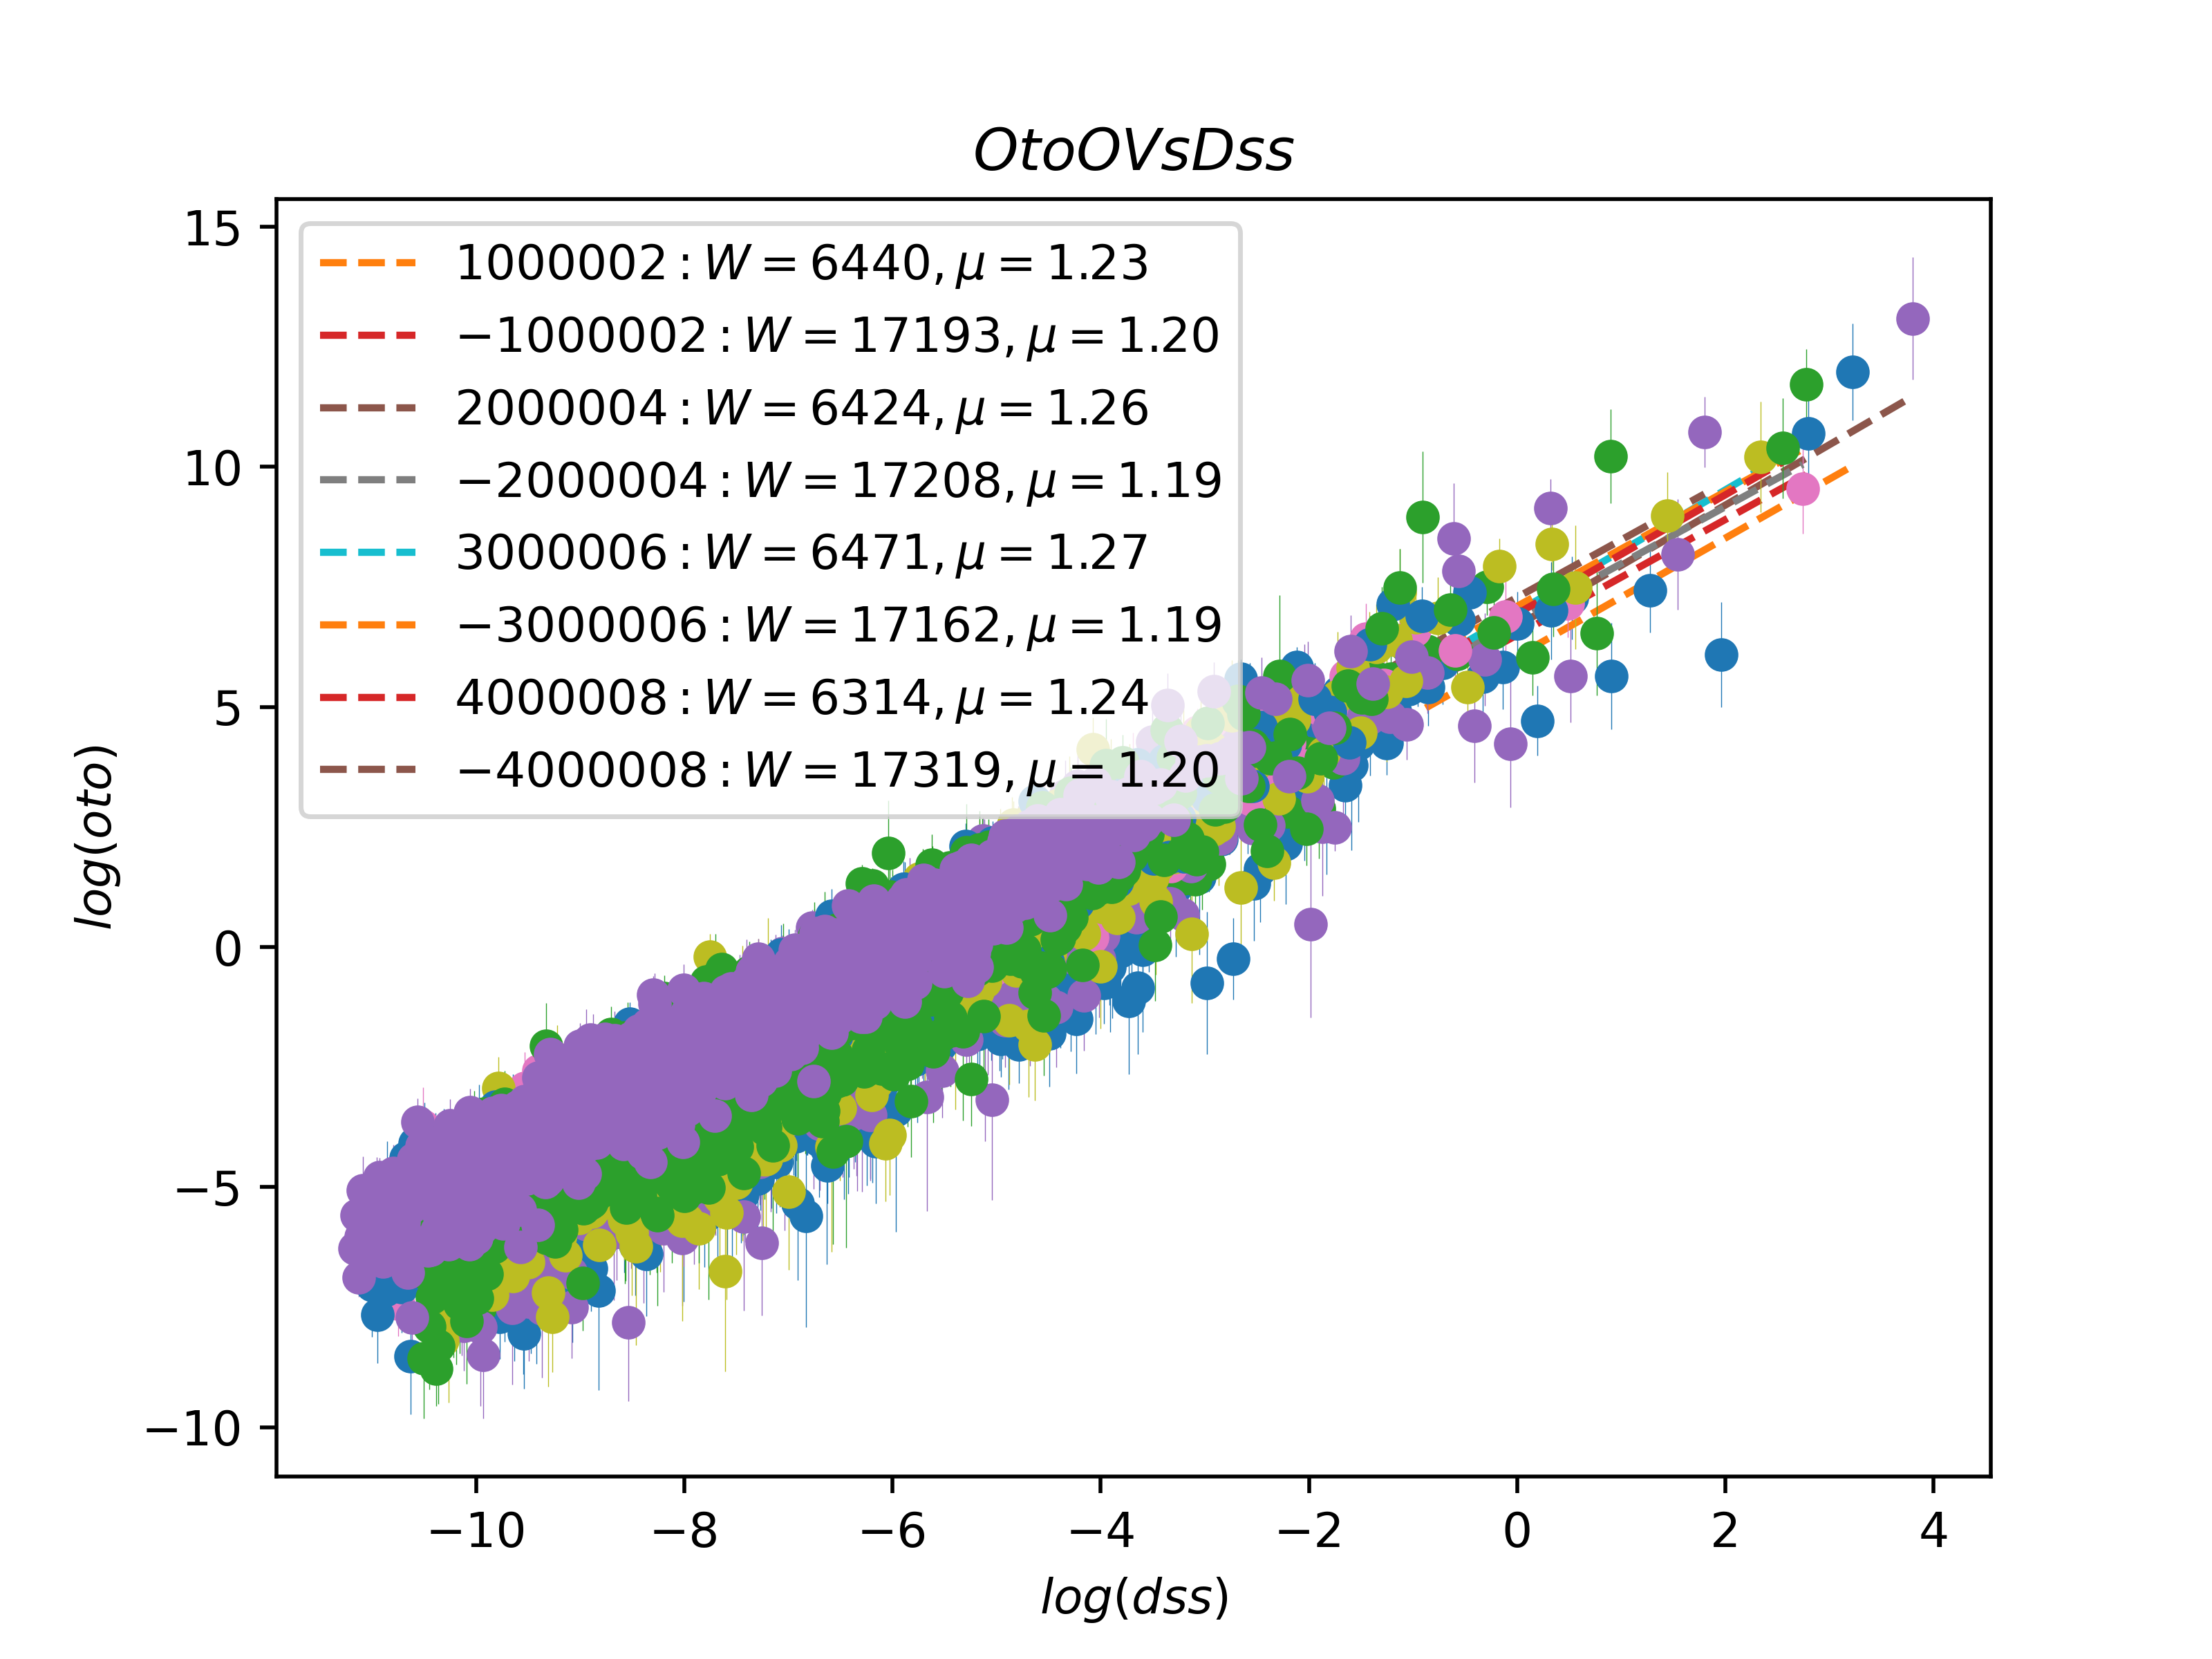 OtoOVsDss
15
10
5
0
−5
−10
log(oto)
1000002 : W = 6440, μ = 1.23
−1000002 : W = 17193, μ = 1.20
2000004 : W = 6424, μ = 1.26
−2000004 : W = 17208, μ = 1.19
3000006 : W = 6471, μ = 1.27
−3000006 : W = 17162, μ = 1.19
4000008 : W = 6314, μ = 1.24
−4000008 : W = 17319, μ = 1.20
−10 −8 −6 −4 −2 0 2 4
log(dss)